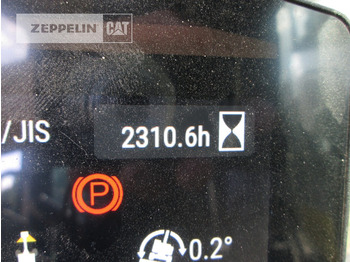 ZEPPELIN CAT
/JIS
2310.6h
P
0.2°